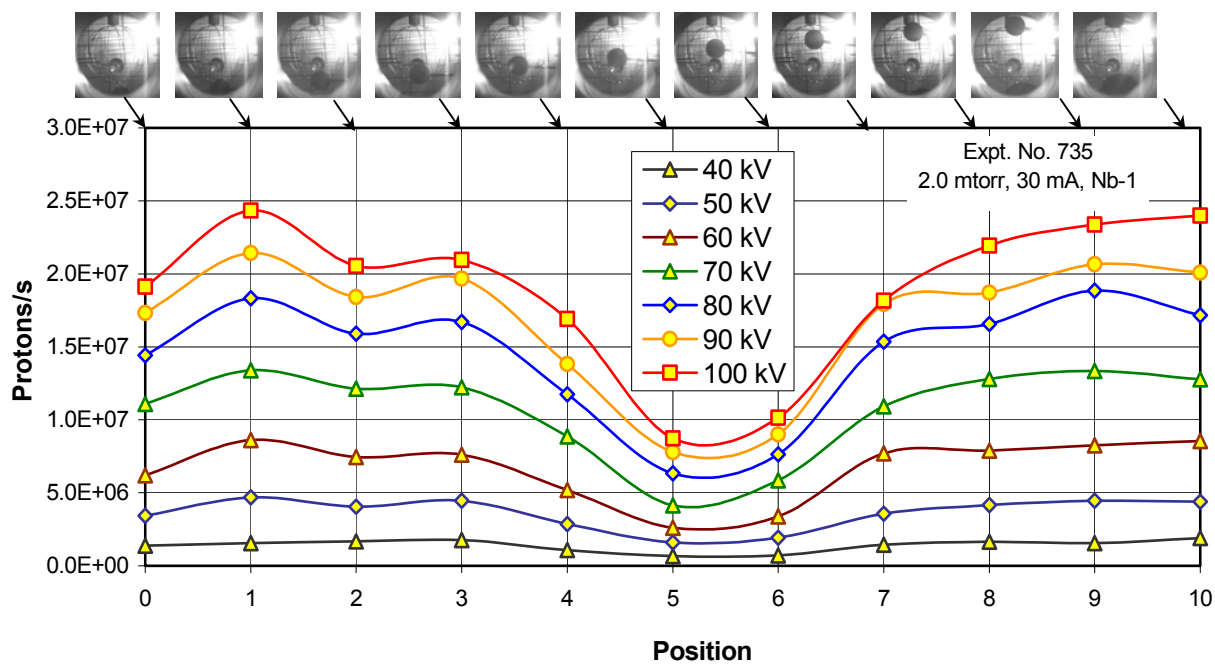 3.0E+07
2.5E+07
2.0E+07
1.5E+07
1.0E+07
5.0E+06
0.0E+00
Protons/s
Expt. No. 735
2.0 mtorr, 30 mA, Nb-1
40 kV
50 kV
60 kV
70 kV
80 kV
90 kV
100 kV
0 1 2 3 4 5 6 7 8 9 10
Position